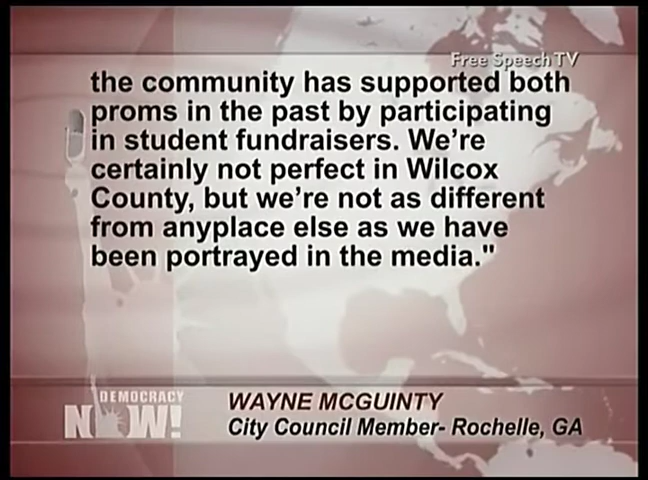 Free Speech TV
the community has supported both
proms in the past by participating
in student fundraisers. We're
certainly not perfect in Wilcox
County, but we're not as different
from anyplace else as we have
been portrayed in the media."
DEMOCRACY
NOW!
WAYNE MCGUINTY
City Council Member- Rochelle, GA